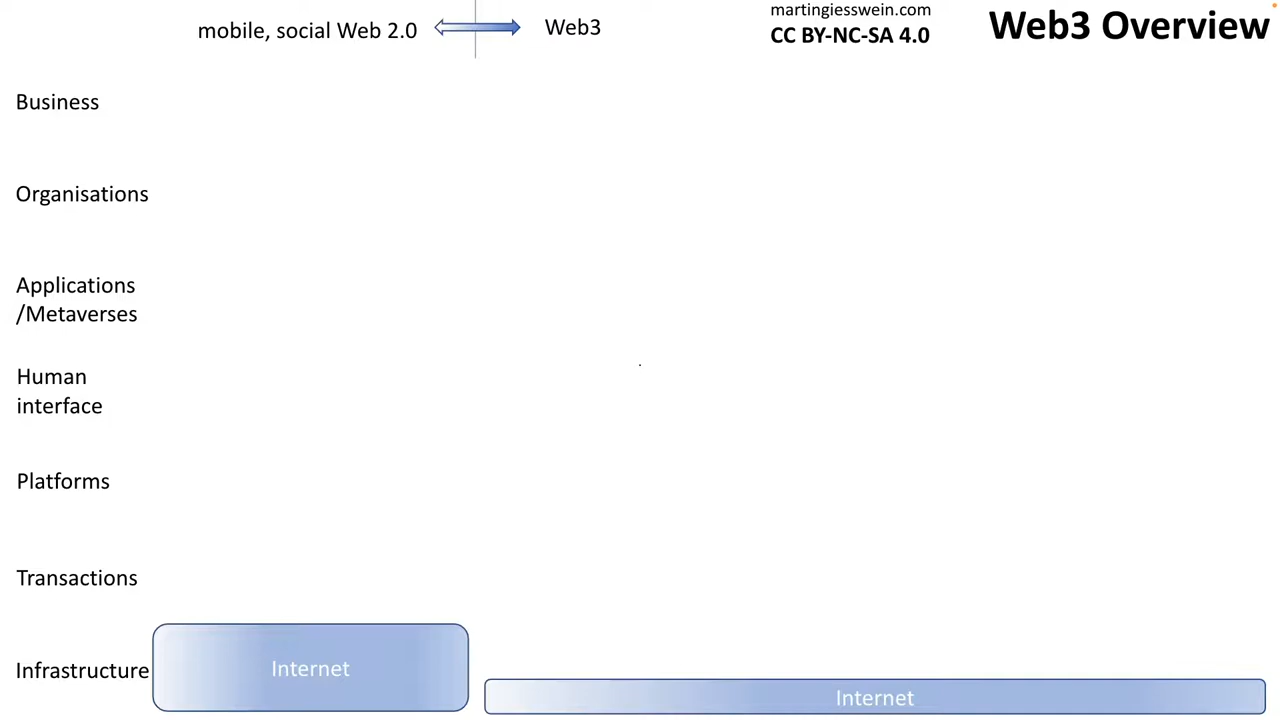 mobile, social Web 2.0
Web3
martingiesswein.com
CC BY-NC-SA 4.0
Web3 Overview
Business
Organisations
Applications
/Metaverses
Human
interface
Platforms
Transactions
Infrastructure
Internet
Internet